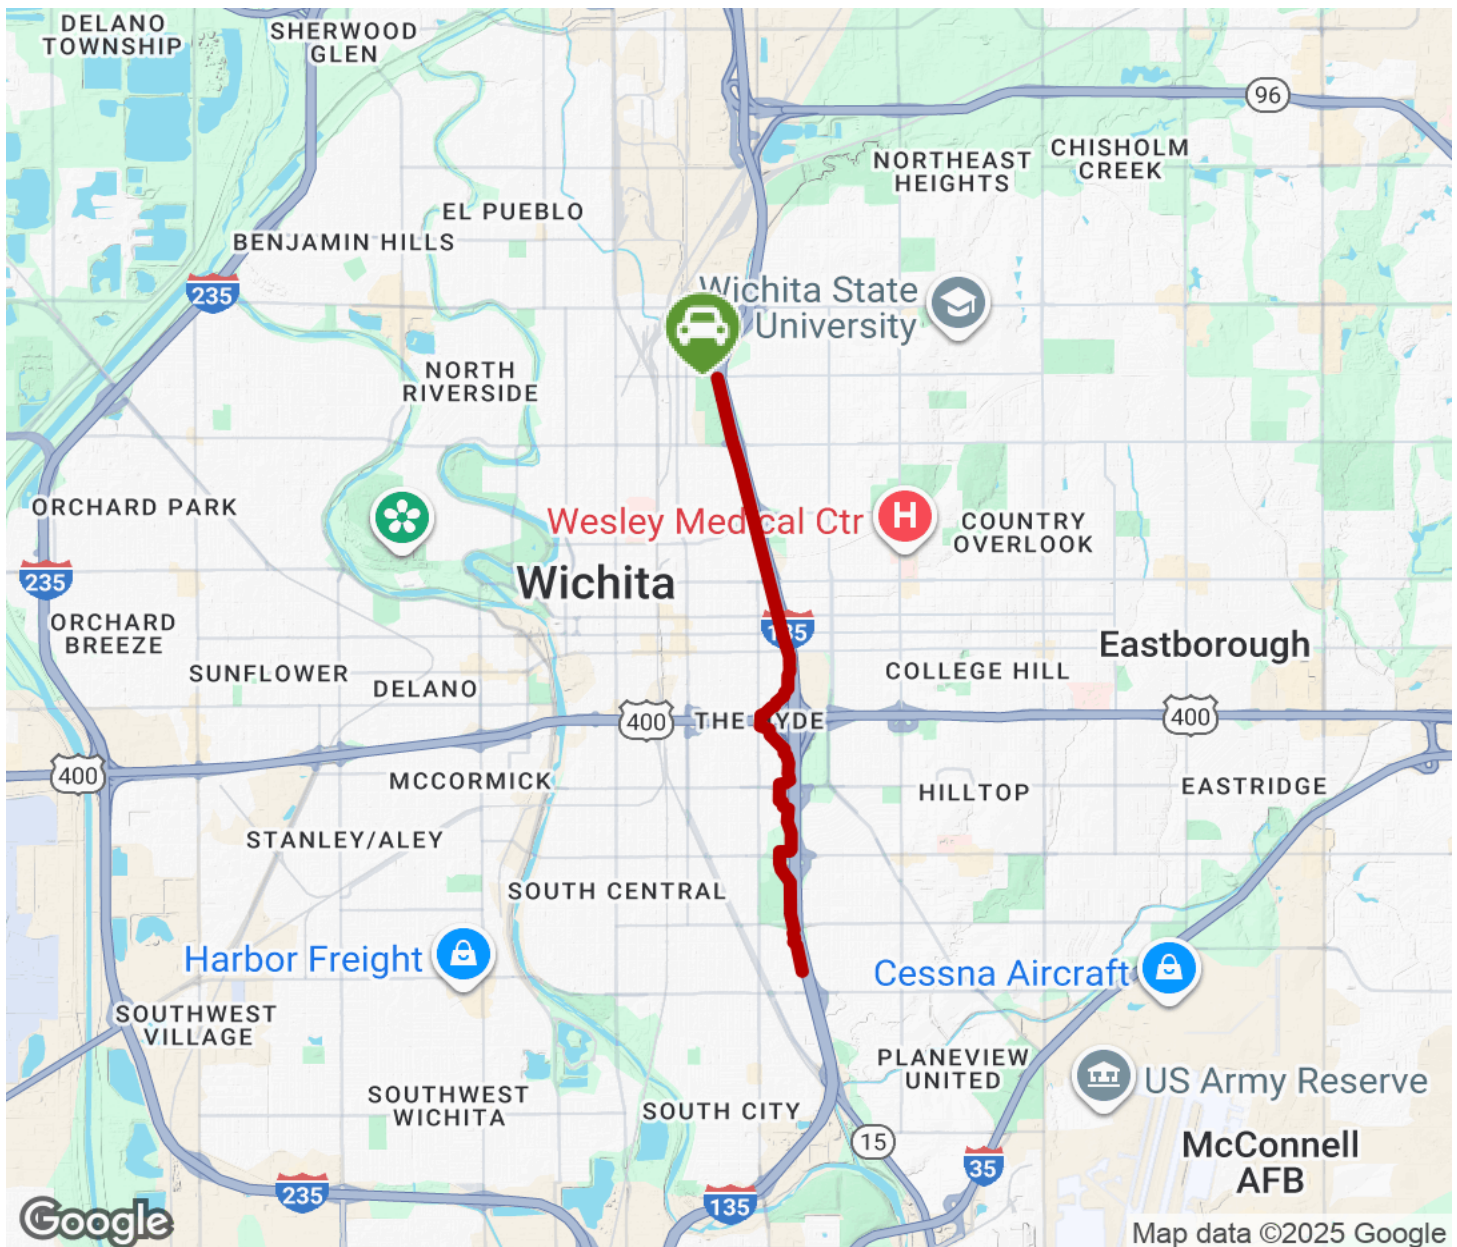 DELANO
TOWNSHIP
SHERWOOD
GLEN
96
NORTHEAST
HEIGHTS
CHISHOLM
CREEK
EL PUEBLO
BENJAMIN HILLS
235
Wichita State
University
NORTH
RIVERSIDE
ORCHARD PARK
Wesley Medical Ctr
H
COUNTRY
OVERLOOK
235
Wichita
ORCHARD
BREEZE
135
Eastborough
SUNFLOWER
DELANO
COLLEGE HILL
400
THE
YDE
400
400
MCCORMICK
HILLTOP
EASTRIDGE
STANLEY/ALEY
SOUTH CENTRAL
Harbor Freight
Cessna Aircraft
SOUTHWEST
VILLAGE
PLANEVIEW
UNITED
US Army Reserve
SOUTHWEST
WICHITA
SOUTH CITY
15
McConnell
AFB
35
235
135
Google
Map data ©2025 Google